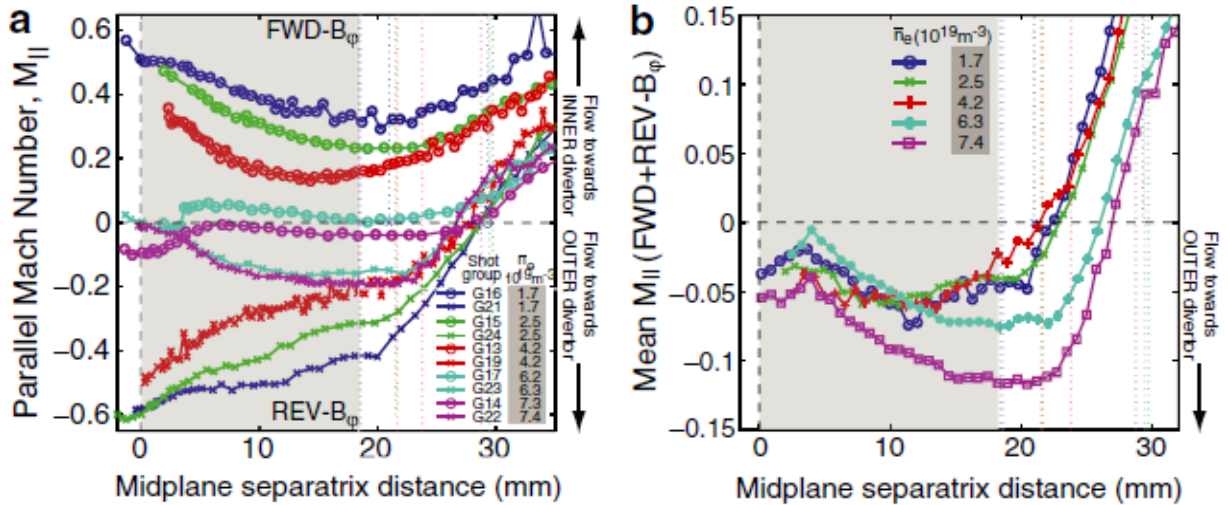 a
FWD-Bφ
REV-Bφ
Parallel Mach Number, M||
0.6
0.4
0.2
0
−0.2
−0.4
−0.6
0
10
20
30
Midplane separatrix distance (mm)
Flow towards
INNER divertor
Flow towards
OUTER divertor
Shot
group
n̅e
10¹⁹m⁻³
G16 1.7
G21 1.7
G15 2.5
G24 2.5
G13 4.2
G19 4.2
G17 6.2
G23 6.3
G14 7.3
G22 7.4
b
Mean M|| (FWD+REV-Bφ)
0.15
0.10
0.05
0
−0.05
−0.10
−0.15
0
10
20
30
Midplane separatrix distance (mm)
n̅e(10¹⁹m⁻³)
1.7
2.5
4.2
6.3
7.4
Flow towards
OUTER divertor